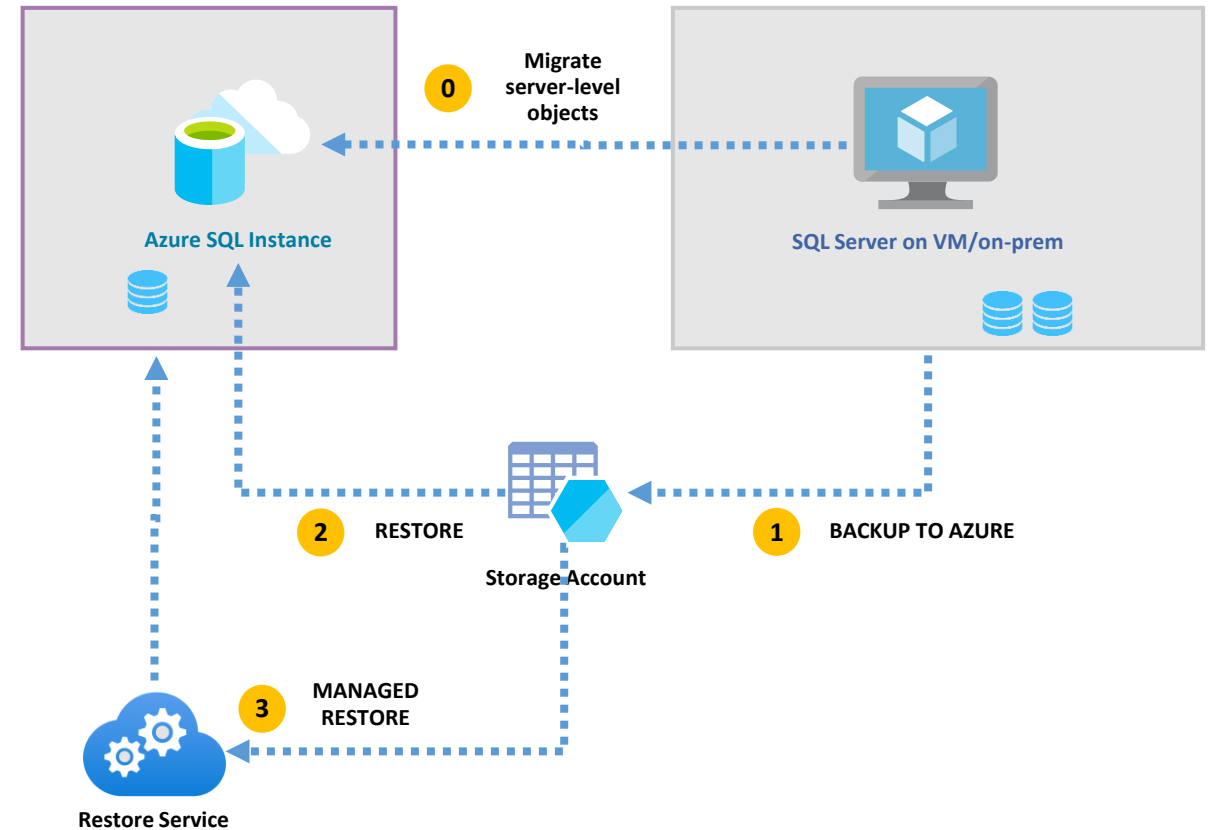 0
Migrate
server-level
objects
Azure SQL Instance
SQL Server on VM/on-prem
2
RESTORE
1
BACKUP TO AZURE
Storage Account
3
MANAGED
RESTORE
Restore Service